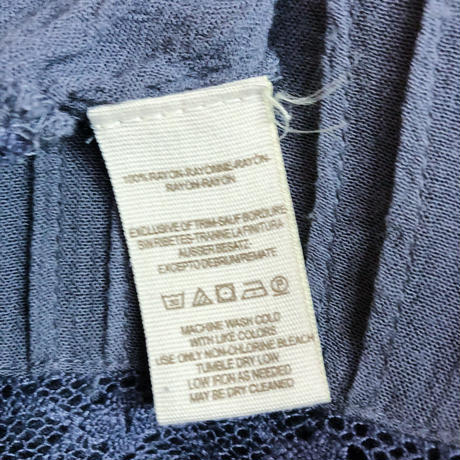 100% RAYON-RAYONNE-RAYON-
RAYON-RAYON
EXCLUSIVE OF TRIM-SAUF BORDURE
SIN RIBETES-TRANNE LA FINITURA
AUSSER BESATZ.
EXCEPTO DEBRUM/REMATE
MACHINE WASH COLD
WITH LIKE COLORS
USE ONLY NON-CHLORINE BLEACH
TUMBLE DRY LOW
LOW IRON AS NEEDED
MAY BE DRY CLEANED